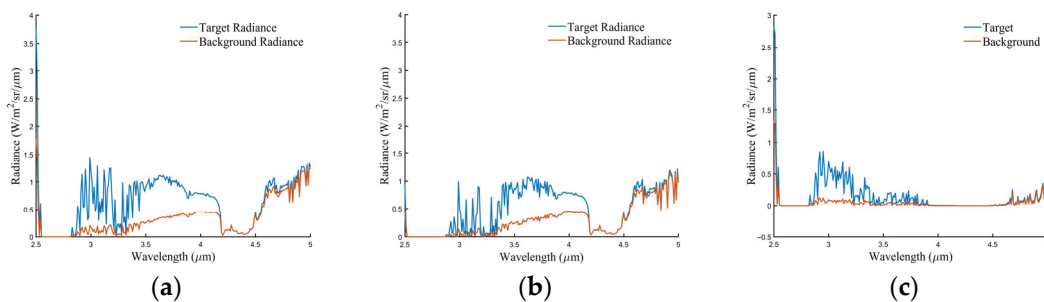 4
3.5
3
2.5
2
1.5
1
0.5
0
2.5
3
3.5
4
4.5
5
Radiance (W/m²/sr/μm)
Wavelength (μm)
Target Radiance
Background Radiance
(a)
4
3.5
3
2.5
2
1.5
1
0.5
0
2.5
3
3.5
4
4.5
5
Radiance (W/m²/sr/μm)
Wavelength (μm)
Target Radiance
Background Radiance
(b)
3
2.5
2
1.5
1
0.5
0
-0.5
2.5
3
3.5
4
4.5
Radiance (W/m²/sr/μm)
Wavelength (μm)
Target
Background
(c)